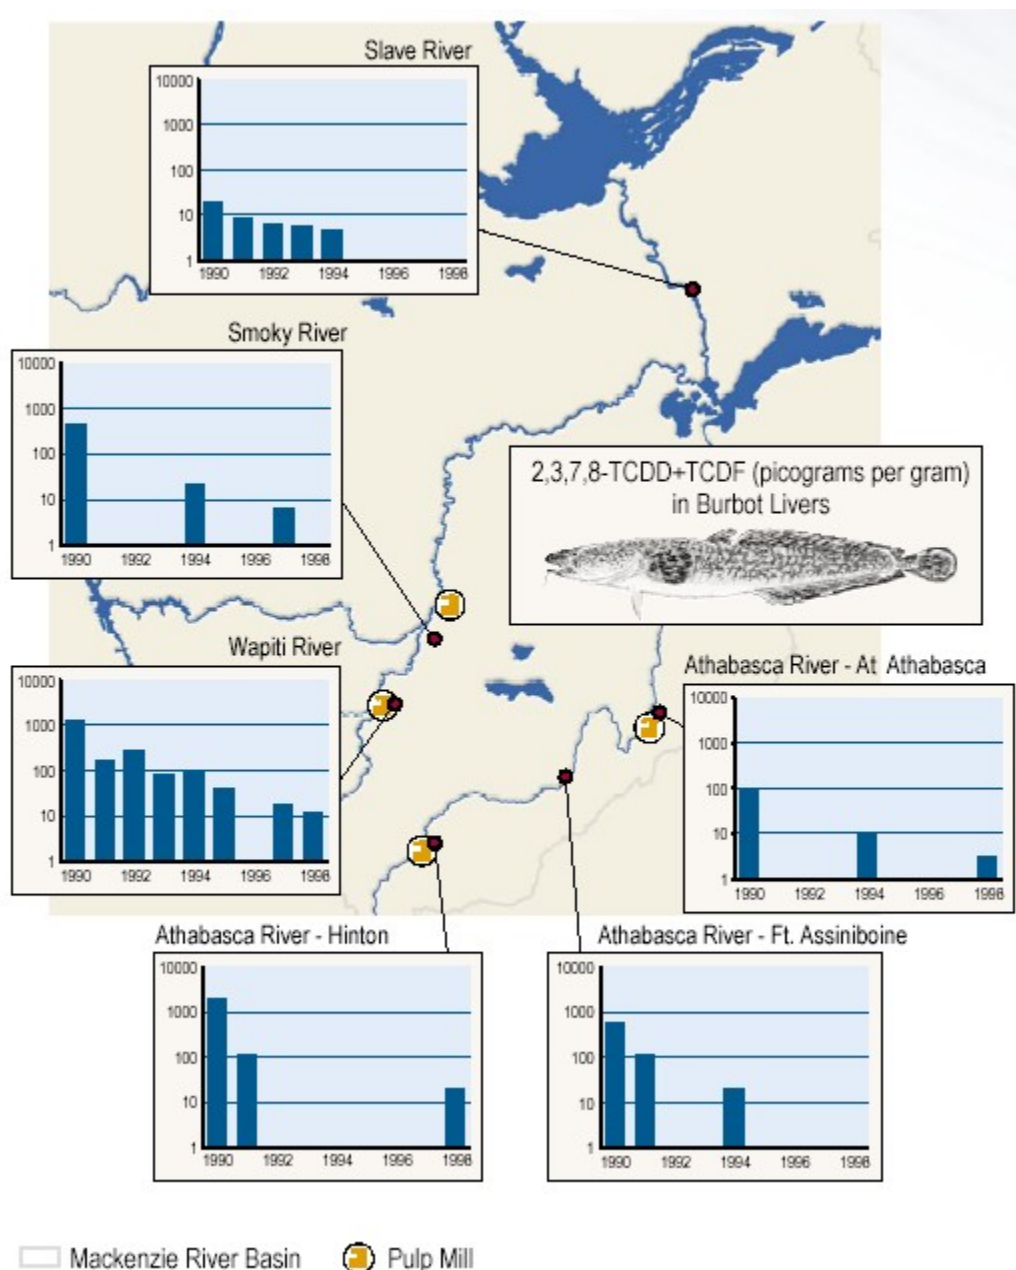 Slave River
10000
1000
100
10
1
1990 1992 1994 1996 1998
Smoky River
10000
1000
100
10
1
1990 1992 1994 1996 1998
2,3,7,8-TCDD+TCDF (picograms per gram)
in Burbot Livers
Wapiti River
10000
1000
100
10
1
1990 1992 1994 1996 1998
Athabasca River - At Athabasca
10000
1000
100
10
1
1990 1992 1994 1996 1998
Athabasca River - Hinton
10000
1000
100
10
1
1990 1992 1994 1996 1998
Athabasca River - Ft. Assiniboine
10000
1000
100
10
1
1990 1992 1994 1996 1998
Mackenzie River Basin Pulp Mill